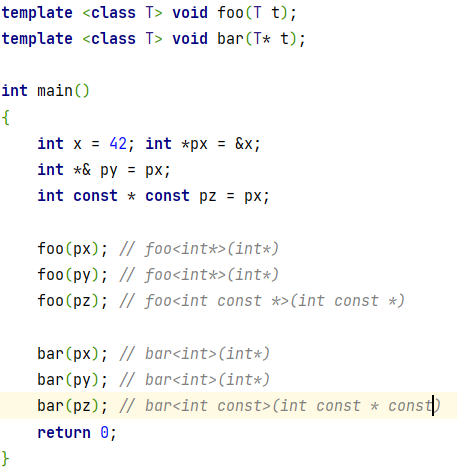 template <class T> void foo(T t);
template <class T> void bar(T* t);

int main()
{
    int x = 42; int *px = &x;
    int *& py = px;
    int const * const pz = px;

    foo(px); // foo<int*>(int*)
    foo(py); // foo<int*>(int*)
    foo(pz); // foo<int const *>(int const *)

    bar(px); // bar<int>(int*)
    bar(py); // bar<int>(int*)
    bar(pz); // bar<int const>(int const * const)
    return 0;
}